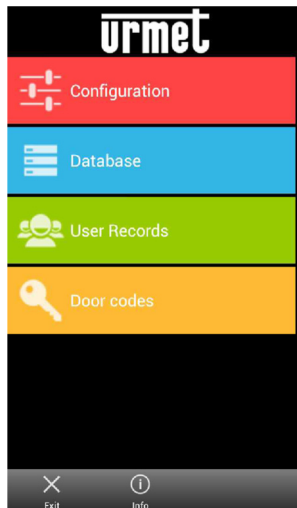 urmet
Configuration
Database
User Records
Door codes
Exit
Info